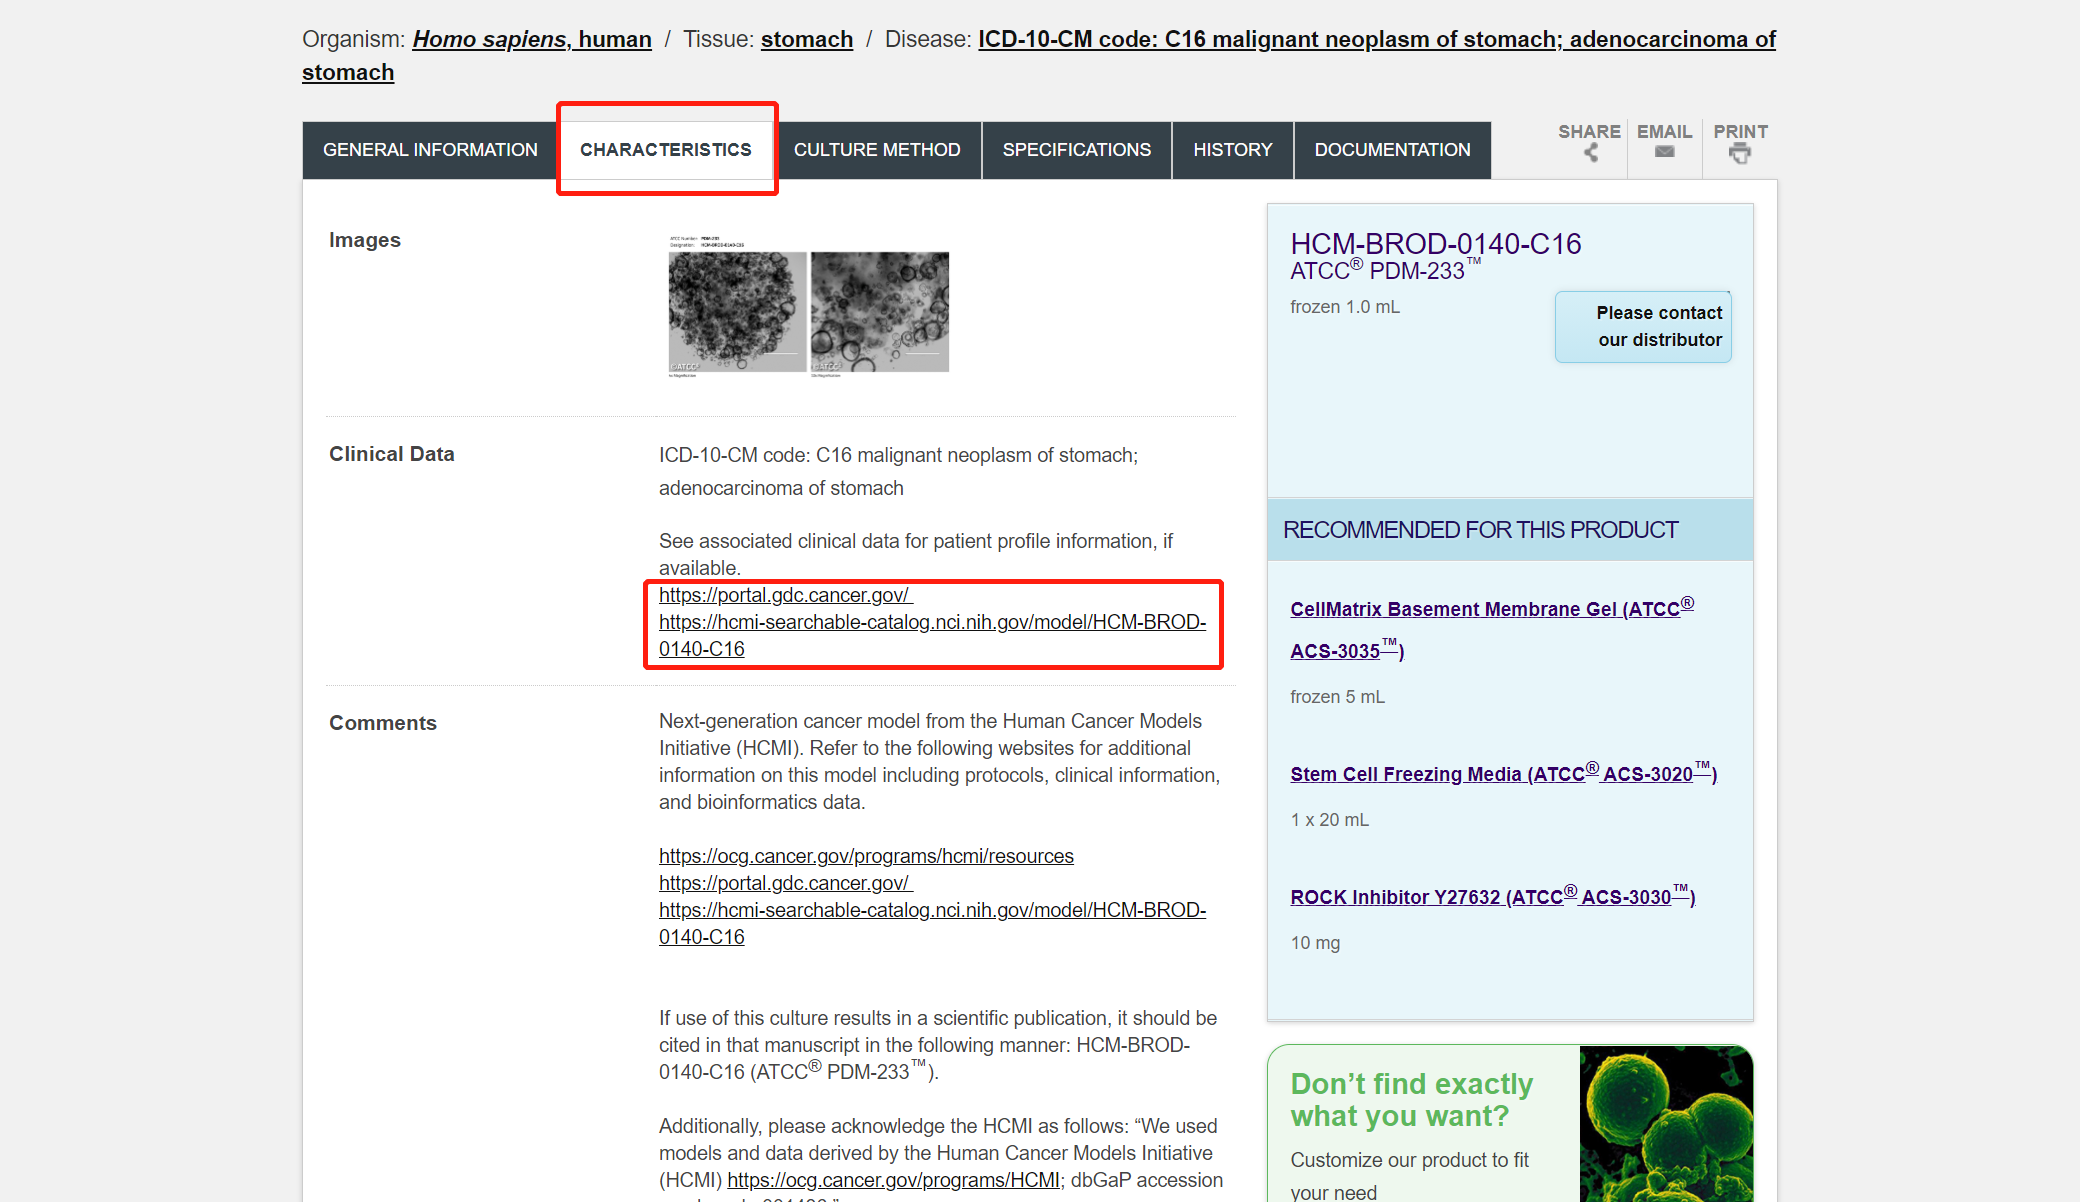 Organism: Homo sapiens, human / Tissue: stomach / Disease: ICD-10-CM code: C16 malignant neoplasm of stomach; adenocarcinoma of
stomach
GENERAL INFORMATION
CHARACTERISTICS
CULTURE METHOD
SPECIFICATIONS
HISTORY
DOCUMENTATION
SHARE
EMAIL
PRINT
Images
ATCC Number: PDM-233
Designation: HCM-BROD-0140-C16
©ATCC®
©ATCC®
Clinical Data
ICD-10-CM code: C16 malignant neoplasm of stomach;
adenocarcinoma of stomach
See associated clinical data for patient profile information, if
available.
https://portal.gdc.cancer.gov/
https://hcmi-searchable-catalog.nci.nih.gov/model/HCM-BROD-
0140-C16
Comments
Next-generation cancer model from the Human Cancer Models
Initiative (HCMI). Refer to the following websites for additional
information on this model including protocols, clinical information,
and bioinformatics data.
https://ocg.cancer.gov/programs/hcmi/resources
https://portal.gdc.cancer.gov/
https://hcmi-searchable-catalog.nci.nih.gov/model/HCM-BROD-
0140-C16
If use of this culture results in a scientific publication, it should be
cited in that manuscript in the following manner: HCM-BROD-
0140-C16 (ATCC® PDM-233™).
Additionally, please acknowledge the HCMI as follows: “We used
models and data derived by the Human Cancer Models Initiative
(HCMI) https://ocg.cancer.gov/programs/HCMI; dbGaP accession
HCM-BROD-0140-C16
ATCC® PDM-233™
frozen 1.0 mL
Please contact
our distributor
RECOMMENDED FOR THIS PRODUCT
CellMatrix Basement Membrane Gel (ATCC®
ACS-3035™)
frozen 5 mL
Stem Cell Freezing Media (ATCC® ACS-3020™)
1 x 20 mL
ROCK Inhibitor Y27632 (ATCC® ACS-3030™)
10 mg
Don’t find exactly
what you want?
Customize our product to fit
your need